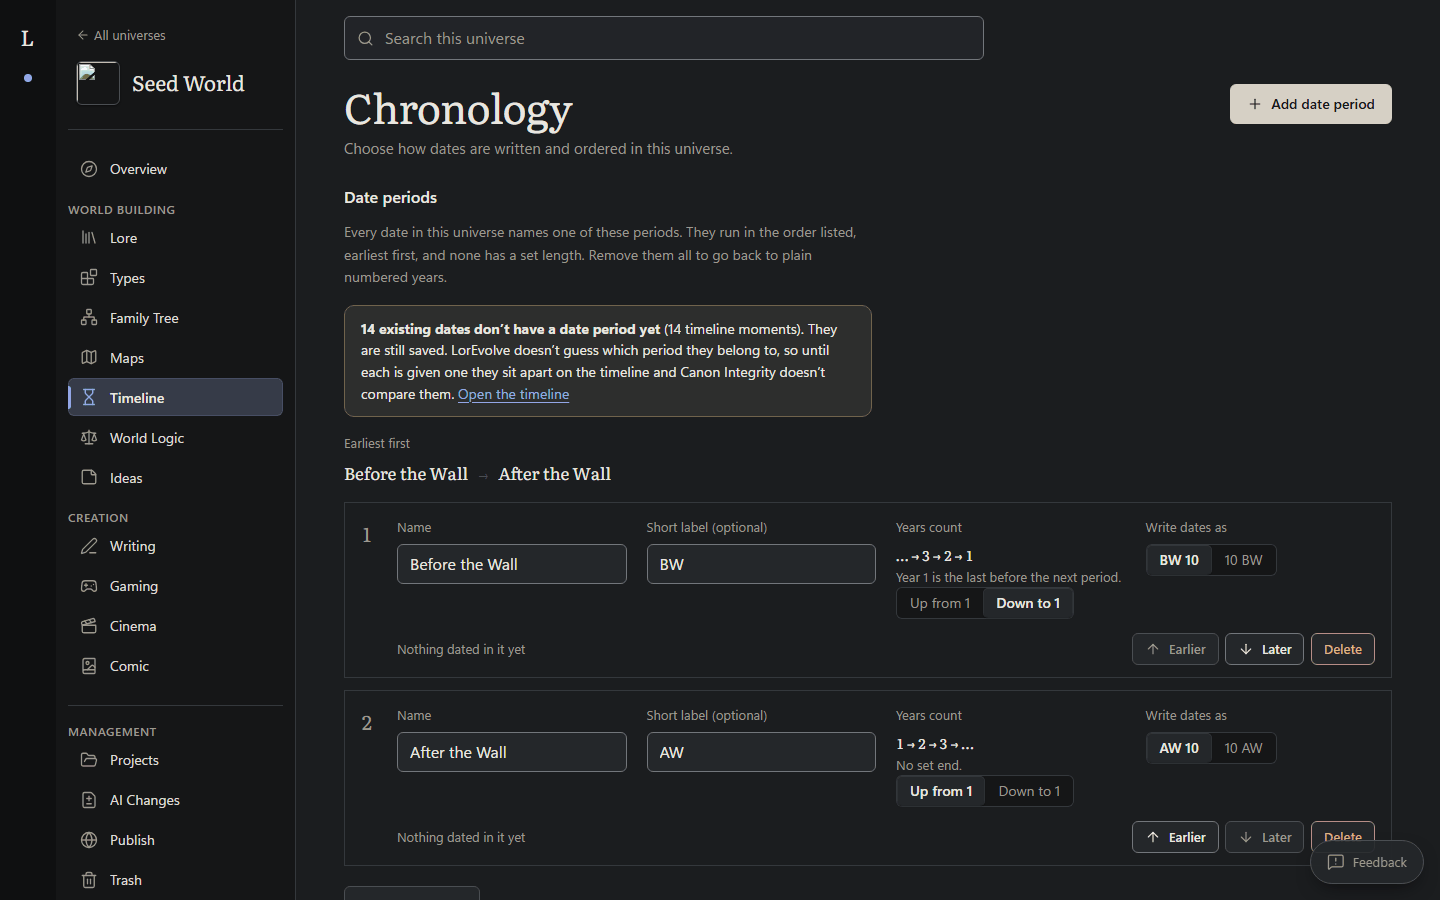 L
← All universes
Seed World
Overview
WORLD BUILDING
Lore
Types
Family Tree
Maps
Timeline
World Logic
Ideas
CREATION
Writing
Gaming
Cinema
Comic
MANAGEMENT
Projects
AI Changes
Publish
Trash
Search this universe
Chronology
+ Add date period
Choose how dates are written and ordered in this universe.
Date periods
Every date in this universe names one of these periods. They run in the order listed,
earliest first, and none has a set length. Remove them all to go back to plain
numbered years.
14 existing dates don’t have a date period yet (14 timeline moments). They
are still saved. LorEvolve doesn’t guess which period they belong to, so until
each is given one they sit apart on the timeline and Canon Integrity doesn’t
compare them. Open the timeline
Earliest first
Before the Wall → After the Wall
1
Name
Before the Wall
Short label (optional)
BW
Years count
… → 3 → 2 → 1
Year 1 is the last before the next period.
Up from 1 Down to 1
Write dates as
BW 10 10 BW
Nothing dated in it yet
↑ Earlier ↓ Later Delete
2
Name
After the Wall
Short label (optional)
AW
Years count
1 → 2 → 3 → …
No set end.
Up from 1 Down to 1
Write dates as
AW 10 10 AW
Nothing dated in it yet
↑ Earlier ↓ Later Delete
Feedback